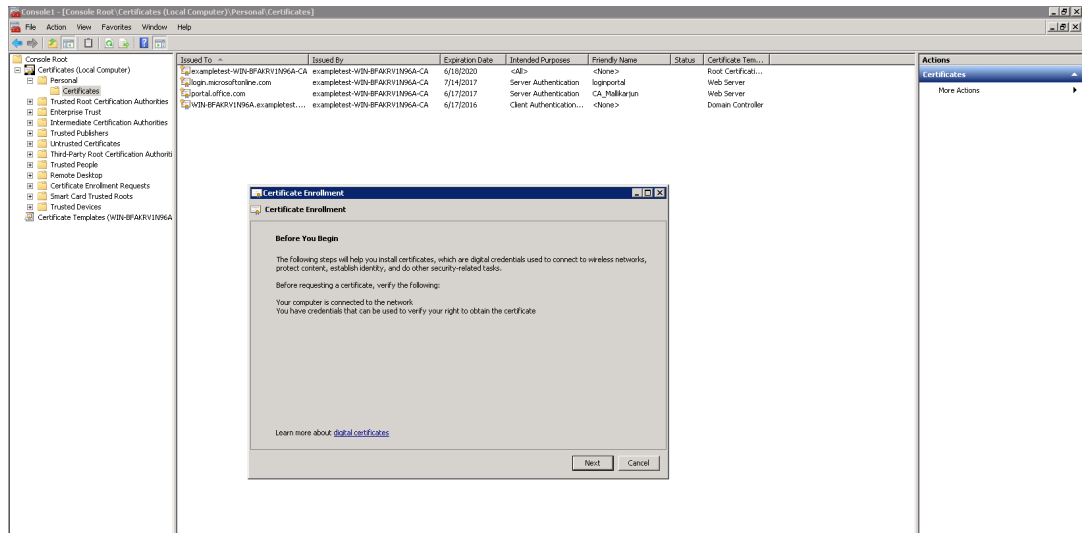 Console1 - [Console Root\Certificates (Local Computer)\Personal\Certificates]
File Action View Favorites Window Help
Console Root
Certificates (Local Computer)
Personal
Certificates
Trusted Root Certification Authorities
Enterprise Trust
Intermediate Certification Authorities
Trusted Publishers
Untrusted Certificates
Third-Party Root Certification Authoriti
Trusted People
Remote Desktop
Certificate Enrollment Requests
Smart Card Trusted Roots
Trusted Devices
Certificate Templates (WIN-BFAKRV1N96A
Issued To Issued By Expiration Date Intended Purposes Friendly Name Status Certificate Tem...
exampletest-WIN-BFAKRV1N96A-CA exampletest-WIN-BFAKRV1N96A-CA 6/18/2020 <All> <None> Root Certificati...
login.microsoftonline.com exampletest-WIN-BFAKRV1N96A-CA 7/14/2017 Server Authentication loginportal Web Server
portal.office.com exampletest-WIN-BFAKRV1N96A-CA 6/17/2017 Server Authentication CA_Mallikarjun Web Server
WIN-BFAKRV1N96A.exampletest.... exampletest-WIN-BFAKRV1N96A-CA 6/17/2016 Client Authentication... <None> Domain Controller
Actions
Certificates
More Actions
Certificate Enrollment
Certificate Enrollment
Before You Begin
The following steps will help you install certificates, which are digital credentials used to connect to wireless networks,
protect content, establish identity, and do other security-related tasks.
Before requesting a certificate, verify the following:
Your computer is connected to the network
You have credentials that can be used to verify your right to obtain the certificate
Learn more about digital certificates
Next Cancel